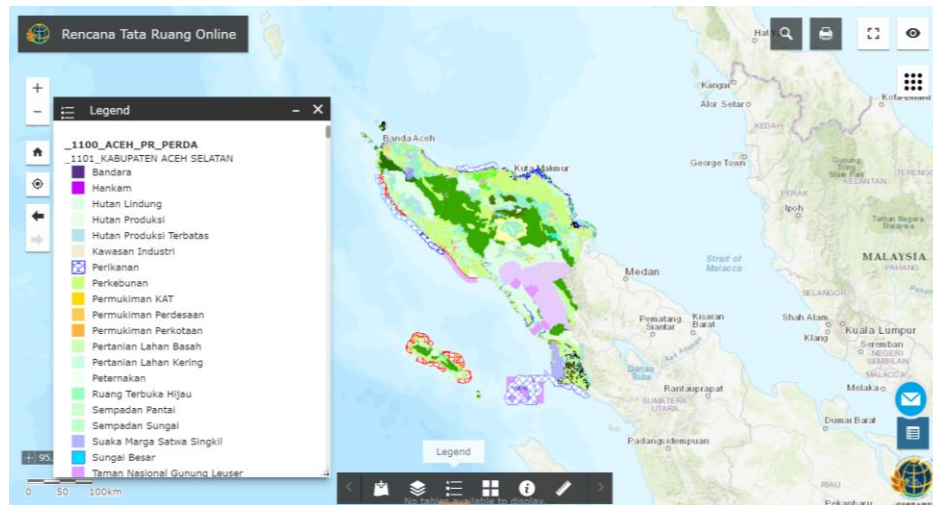 Rencana Tata Ruang Online
Legend
_1100_ACEH_PR_PERDA
_1101_KABUPATEN ACEH SELATAN
Bandara
Hankam
Hutan Lindung
Hutan Produksi
Hutan Produksi Terbatas
Kawasan Industri
Perikanan
Perkebunan
Permukiman KAT
Permukiman Perdesaan
Permukiman Perkotaan
Pertanian Lahan Basah
Pertanian Lahan Kering
Peternakan
Ruang Terbuka Hijau
Sempadan Pantai
Sempadan Sungai
Suaka Marga Satwa Singkil
Sungai Besar
Taman Nasional Gunung Leuser
95.
0 50 100km
Banda Aceh
Kuta Makmur
Kangar
Alor Setar
KEDAH
George Town
PERAK
Ipoh
KELANTAN
Taman Negara
MALAYSIA
PAHANG
Strait of
Malacca
Medan
SELANGOR
Pematang
Siantar
Kisaran
Barat
Shah Alam
Klang
Kuala Lumpur
Seremban
NEGERI
SEMBILAN
MALACCA
Melaka
Danau
Toba
Rantauprapat
SUMATERA
UTARA
Dumai Barat
Padangsidempuan
RIAU
Pekanbaru
Legend
No tables available to display.